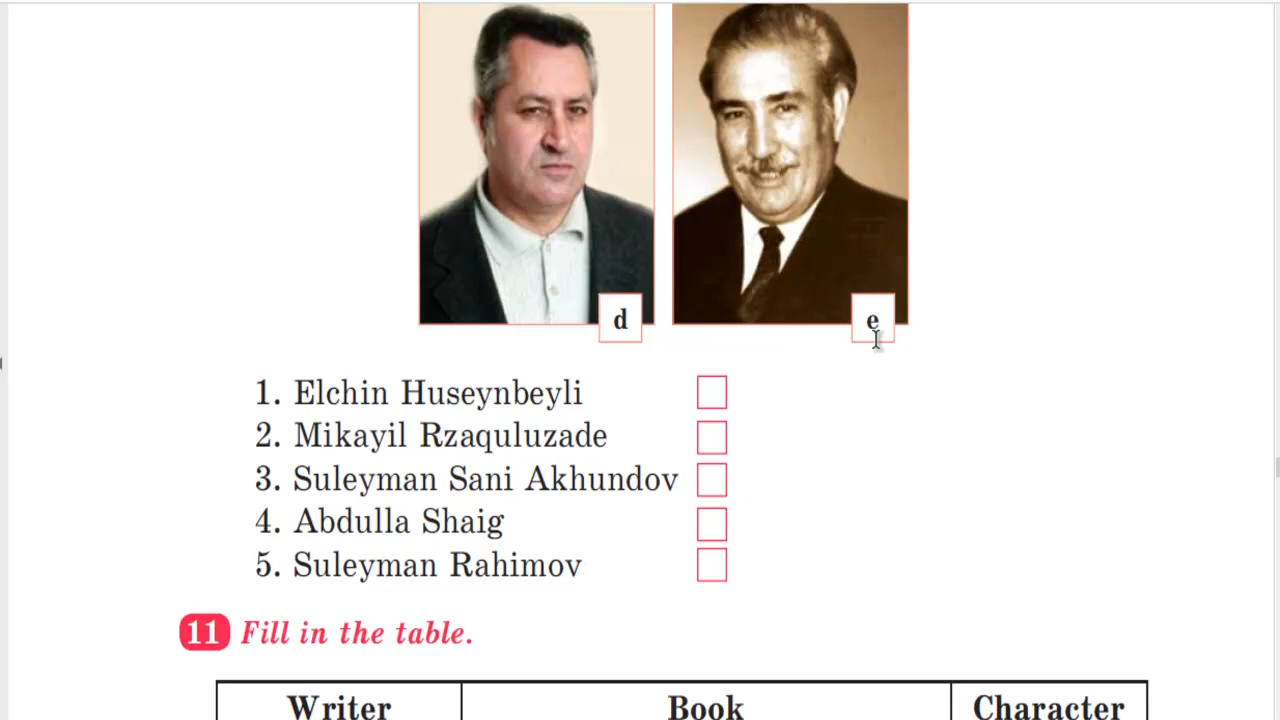 d e
1. Elchin Huseynbeyli
2. Mikayil Rzaquluzade
3. Suleyman Sani Akhundov
4. Abdulla Shaig
5. Suleyman Rahimov
11 Fill in the table.
Writer Book Character